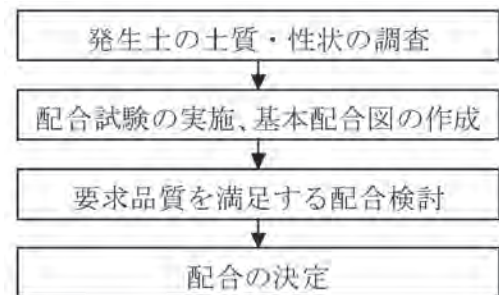 発生土の土質・性状の調査
配合試験の実施、基本配合図の作成
要求品質を満足する配合検討
配合の決定